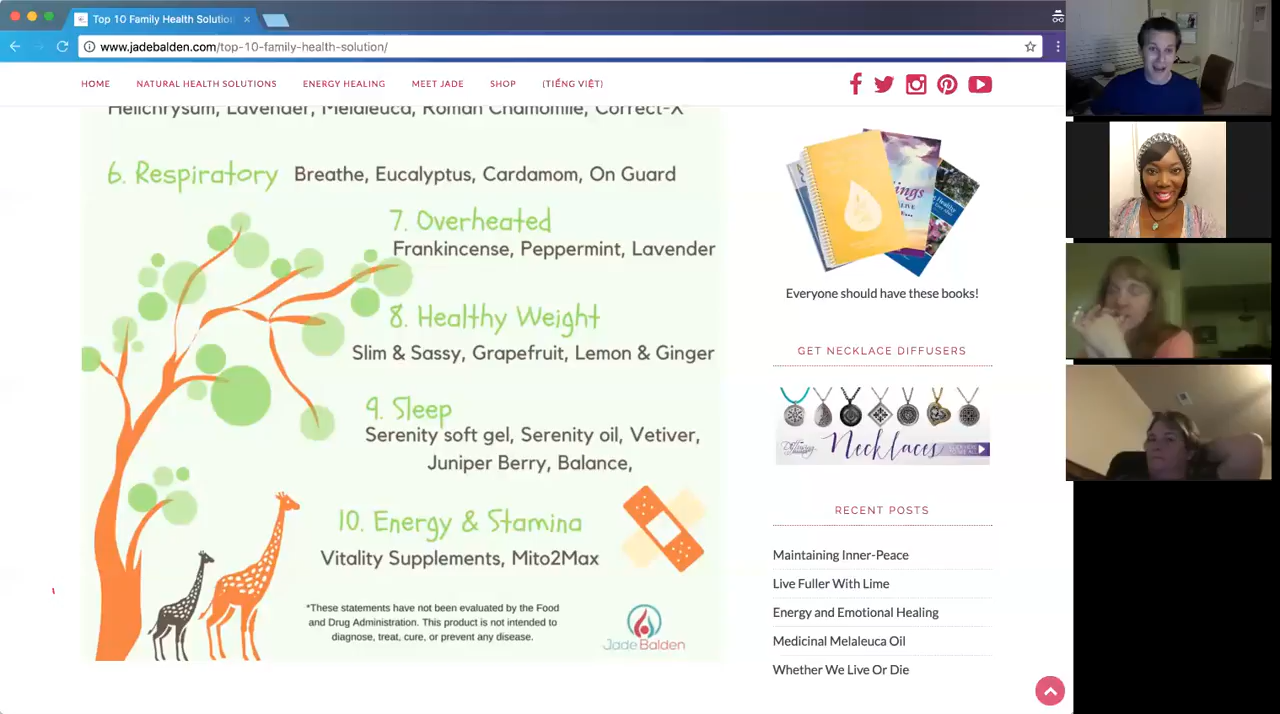 Top 10 Family Health Solutio
www.jadebalden.com/top-10-family-health-solution/
HOME NATURAL HEALTH SOLUTIONS ENERGY HEALING MEET JADE SHOP (TIẾNG VIỆT)
Helichrysum, Lavender, Melaleuca, Roman Chamomile, Correct-X
6. Respiratory Breathe, Eucalyptus, Cardamom, On Guard
7. Overheated
Frankincense, Peppermint, Lavender
8. Healthy Weight
Slim & Sassy, Grapefruit, Lemon & Ginger
9. Sleep
Serenity soft gel, Serenity oil, Vetiver,
Juniper Berry, Balance,
10. Energy & Stamina
Vitality Supplements, Mito2Max
*These statements have not been evaluated by the Food
and Drug Administration. This product is not intended to
diagnose, treat, cure, or prevent any disease.
Jade Balden
Everyone should have these books!
GET NECKLACE DIFFUSERS
Necklaces
RECENT POSTS
Maintaining Inner-Peace
Live Fuller With Lime
Energy and Emotional Healing
Medicinal Melaleuca Oil
Whether We Live Or Die